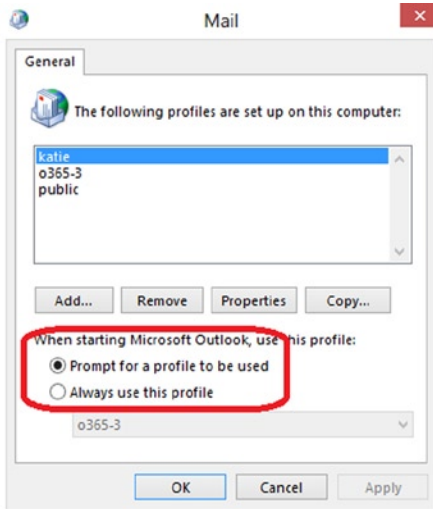 Mail
General
The following profiles are set up on this computer:
katie
o365-3
public
Add... Remove Properties Copy...
When starting Microsoft Outlook, use this profile:
Prompt for a profile to be used
Always use this profile
o365-3
OK Cancel Apply